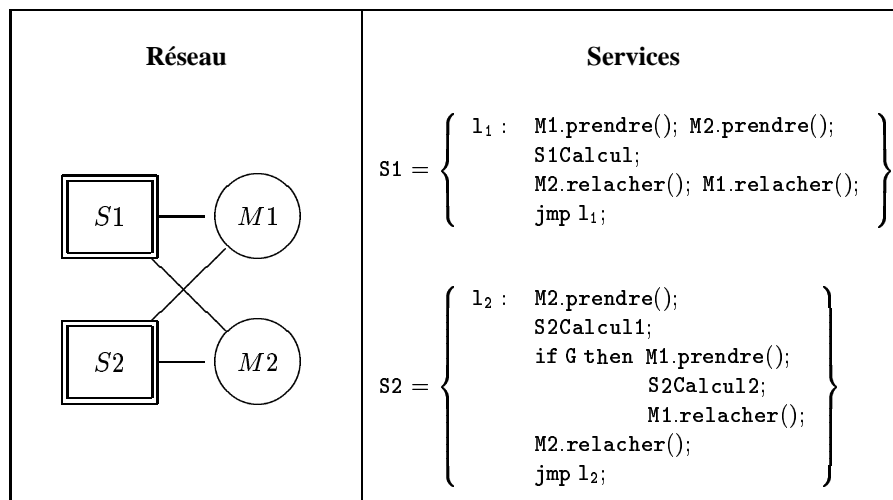 Réseau
Services
S1
M1
S2
M2
S1 = { l₁ : M1.prendre(); M2.prendre();
S1Calcul;
M2.relacher(); M1.relacher();
jmp l₁; }
S2 = { l₂ : M2.prendre();
S2Calcul1;
if G then M1.prendre();
S2Calcul2;
M1.relacher();
M2.relacher();
jmp l₂; }